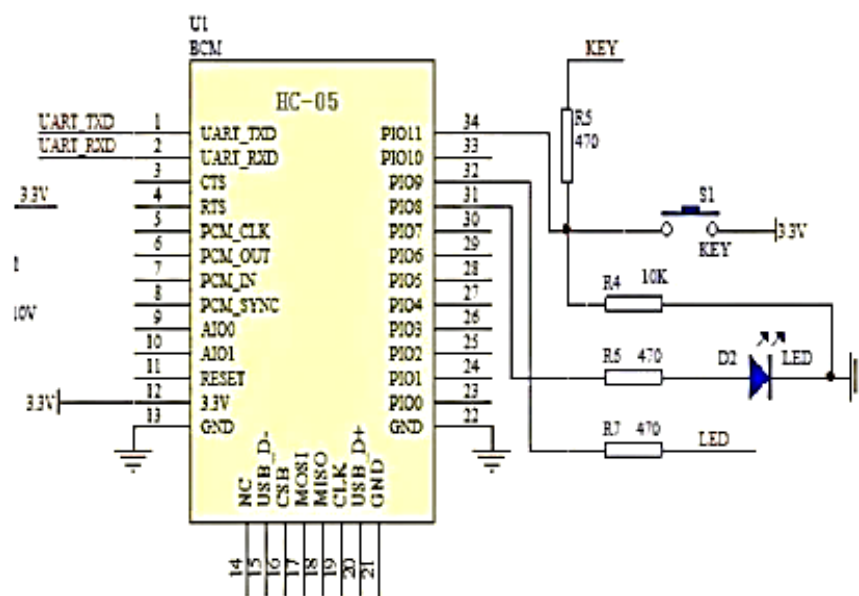 U1
BCM
HC-05
UART_TXD 1 UART_TXD
UART_RXD 2 UART_RXD
3 CTS
3.3V 4 RTS
5 PCM_CLK
6 PCM_OUT
7 PCM_IN
8 PCM_SYNC
10V 9 AIO0
10 AIO1
11 RESET
3.3V 12 3.3V
13 GND
PIO11 34
PIO10 33
PIO9 32
PIO8 31
PIO7 30
PIO6 29
PIO5 28
PIO4 27
PIO3 26
PIO2 25
PIO1 24
PIO0 23
GND 22
NC 14
USB_D- 15
CSB 16
MOSI 17
MISO 18
CLK 19
USB_D+ 20
GND 21
KEY
R5
470
S1
KEY
3.3V
R4 10K
R6 470
D2 LED
R7 470 LED